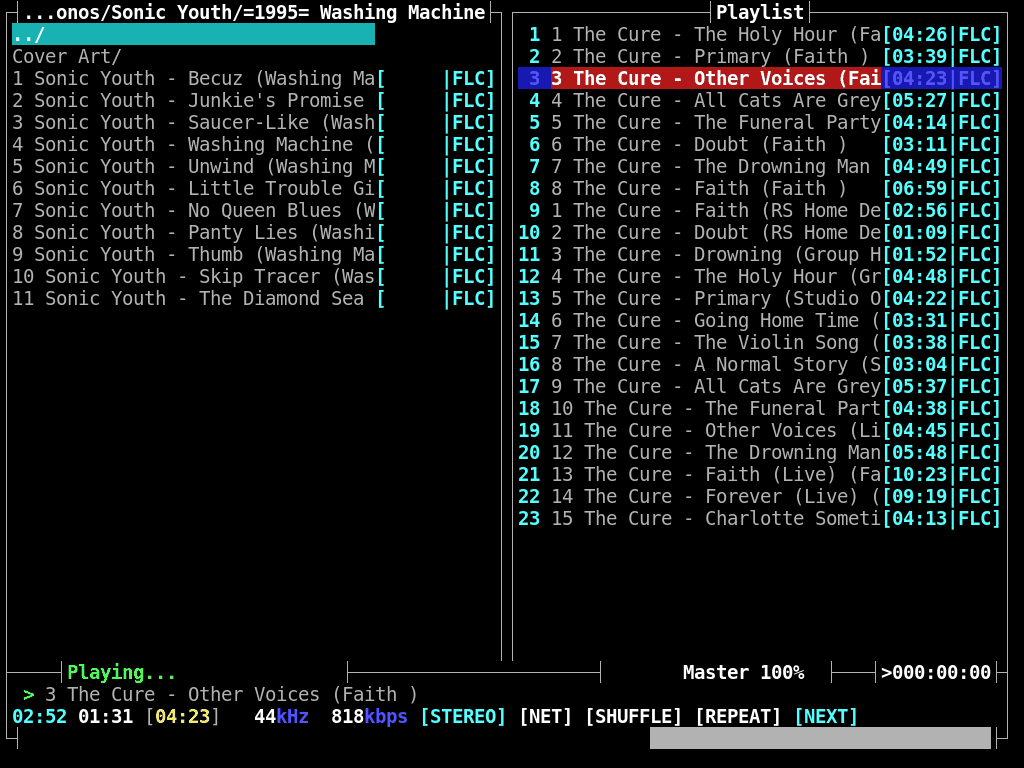 ...onos/Sonic Youth/=1995= Washing Machine
../
Cover Art/
1 Sonic Youth - Becuz (Washing Ma[ |FLC]
2 Sonic Youth - Junkie's Promise [ |FLC]
3 Sonic Youth - Saucer-Like (Wash[ |FLC]
4 Sonic Youth - Washing Machine ([ |FLC]
5 Sonic Youth - Unwind (Washing M[ |FLC]
6 Sonic Youth - Little Trouble Gi[ |FLC]
7 Sonic Youth - No Queen Blues (W[ |FLC]
8 Sonic Youth - Panty Lies (Washi[ |FLC]
9 Sonic Youth - Thumb (Washing Ma[ |FLC]
10 Sonic Youth - Skip Tracer (Was[ |FLC]
11 Sonic Youth - The Diamond Sea [ |FLC]
Playlist
1 1 The Cure - The Holy Hour (Fa[04:26|FLC]
2 2 The Cure - Primary (Faith ) [03:39|FLC]
3 3 The Cure - Other Voices (Fai[04:23|FLC]
4 4 The Cure - All Cats Are Grey[05:27|FLC]
5 5 The Cure - The Funeral Party[04:14|FLC]
6 6 The Cure - Doubt (Faith ) [03:11|FLC]
7 7 The Cure - The Drowning Man [04:49|FLC]
8 8 The Cure - Faith (Faith ) [06:59|FLC]
9 1 The Cure - Faith (RS Home De[02:56|FLC]
10 2 The Cure - Doubt (RS Home De[01:09|FLC]
11 3 The Cure - Drowning (Group H[01:52|FLC]
12 4 The Cure - The Holy Hour (Gr[04:48|FLC]
13 5 The Cure - Primary (Studio O[04:22|FLC]
14 6 The Cure - Going Home Time ([03:31|FLC]
15 7 The Cure - The Violin Song ([03:38|FLC]
16 8 The Cure - A Normal Story (S[03:04|FLC]
17 9 The Cure - All Cats Are Grey[05:37|FLC]
18 10 The Cure - The Funeral Part[04:38|FLC]
19 11 The Cure - Other Voices (Li[04:45|FLC]
20 12 The Cure - The Drowning Man[05:48|FLC]
21 13 The Cure - Faith (Live) (Fa[10:23|FLC]
22 14 The Cure - Forever (Live) ([09:19|FLC]
23 15 The Cure - Charlotte Someti[04:13|FLC]
Playing... Master 100% >000:00:00
> 3 The Cure - Other Voices (Faith )
02:52 01:31 [04:23] 44kHz 818kbps [STEREO] [NET] [SHUFFLE] [REPEAT] [NEXT]